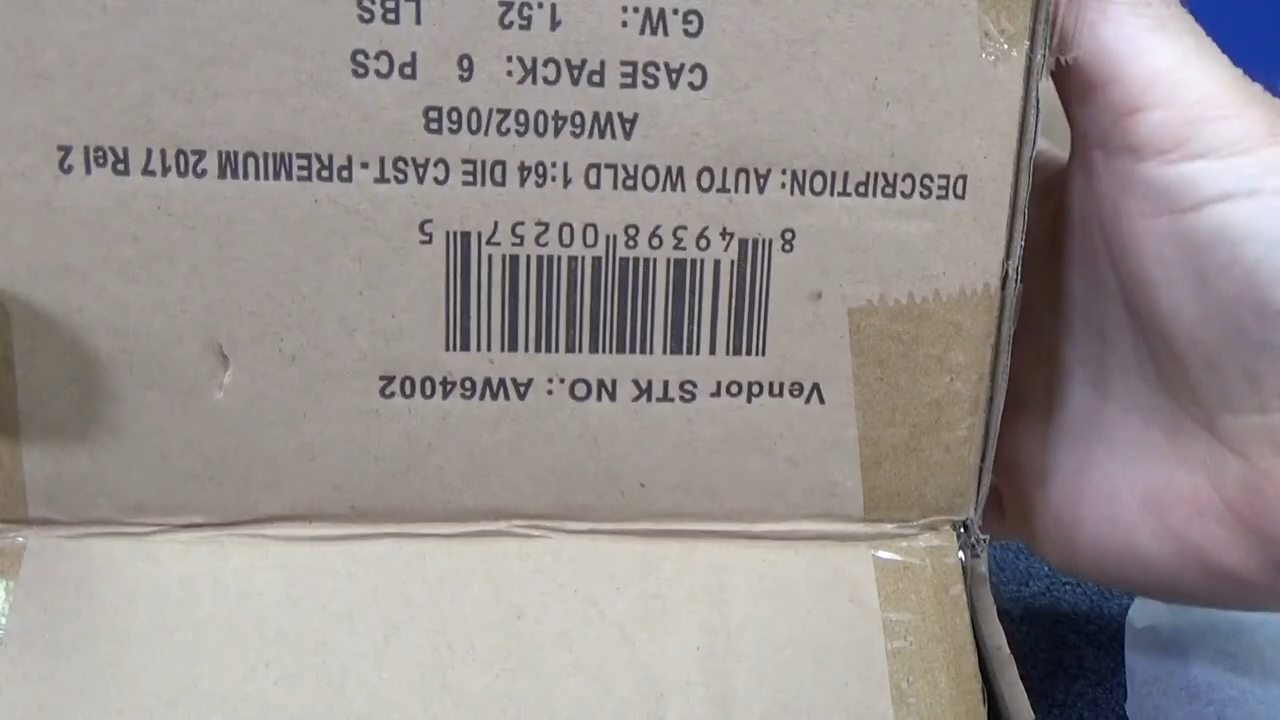 Vendor STK NO.: AW64002
8 49398 00257 5
DESCRIPTION: AUTO WORLD 1:64 DIE CAST-PREMIUM 2017 Rel 2
AW64062/06B
CASE PACK: 6 PCS
G.W.: 1.52 LBS